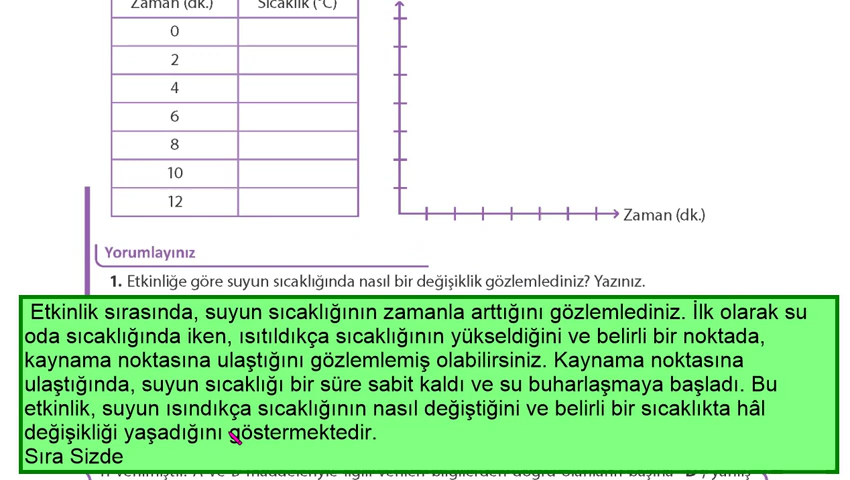 Zaman (dk.) Sıcaklık (°C)
0
2
4
6
8
10
12
Zaman (dk.)
Yorumlayınız
1. Etkinliğe göre suyun sıcaklığında nasıl bir değişiklik gözlemlediniz? Yazınız.
Etkinlik sırasında, suyun sıcaklığının zamanla arttığını gözlemlediniz. İlk olarak su
oda sıcaklığında iken, ısıtıldıkça sıcaklığının yükseldiğini ve belirli bir noktada,
kaynama noktasına ulaştığını gözlemlemiş olabilirsiniz. Kaynama noktasına
ulaştığında, suyun sıcaklığı bir süre sabit kaldı ve su buharlaşmaya başladı. Bu
etkinlik, suyun ısındıkça sıcaklığının nasıl değiştiğini ve belirli bir sıcaklıkta hâl
değişikliği yaşadığını göstermektedir.
Sıra Sizde